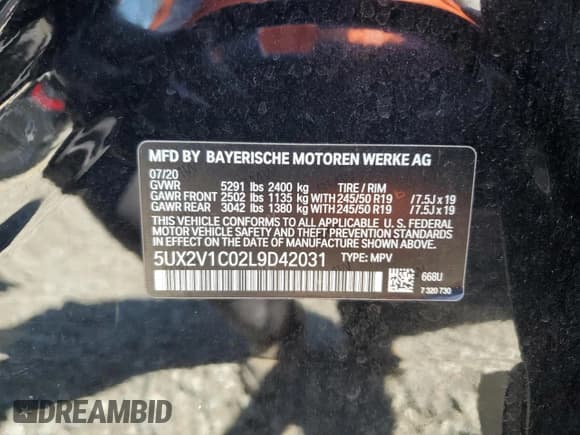 MFD BY BAYERISCHE MOTOREN WERKE AG
07/20
GVWR 5291 lbs 2400 kg TIRE / RIM
GAWR FRONT 2502 lbs 1135 kg WITH 245/50 R19 /7.5J x 19
GAWR REAR 3042 lbs 1380 kg WITH 245/50 R19 /7.5J x 19
THIS VEHICLE CONFORMS TO ALL APPLICABLE U. S. FEDERAL
MOTOR VEHICLE SAFETY AND THEFT PREVENTION STANDARDS
IN EFFECT ON THE DATE OF MANUFACTURE SHOWN ABOVE.
5UX2V1C02L9D42031 TYPE: MPV
668U
7 320 730
DREAMBID